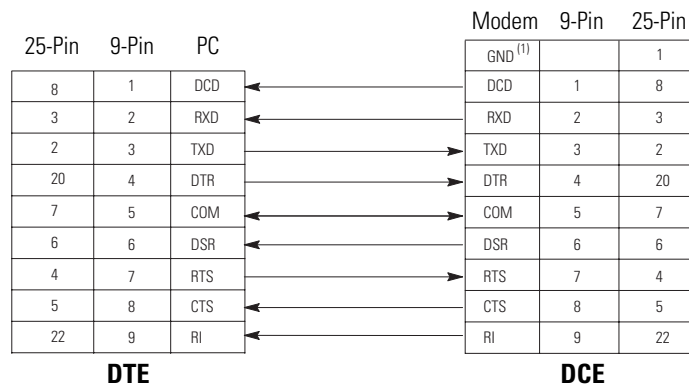 Modem 9-Pin 25-Pin
25-Pin 9-Pin PC
GND (1) 1
8 1 DCD DCD 1 8
3 2 RXD RXD 2 3
2 3 TXD TXD 3 2
20 4 DTR DTR 4 20
7 5 COM COM 5 7
6 6 DSR DSR 6 6
4 7 RTS RTS 7 4
5 8 CTS CTS 8 5
22 9 RI RI 9 22
DTE DCE